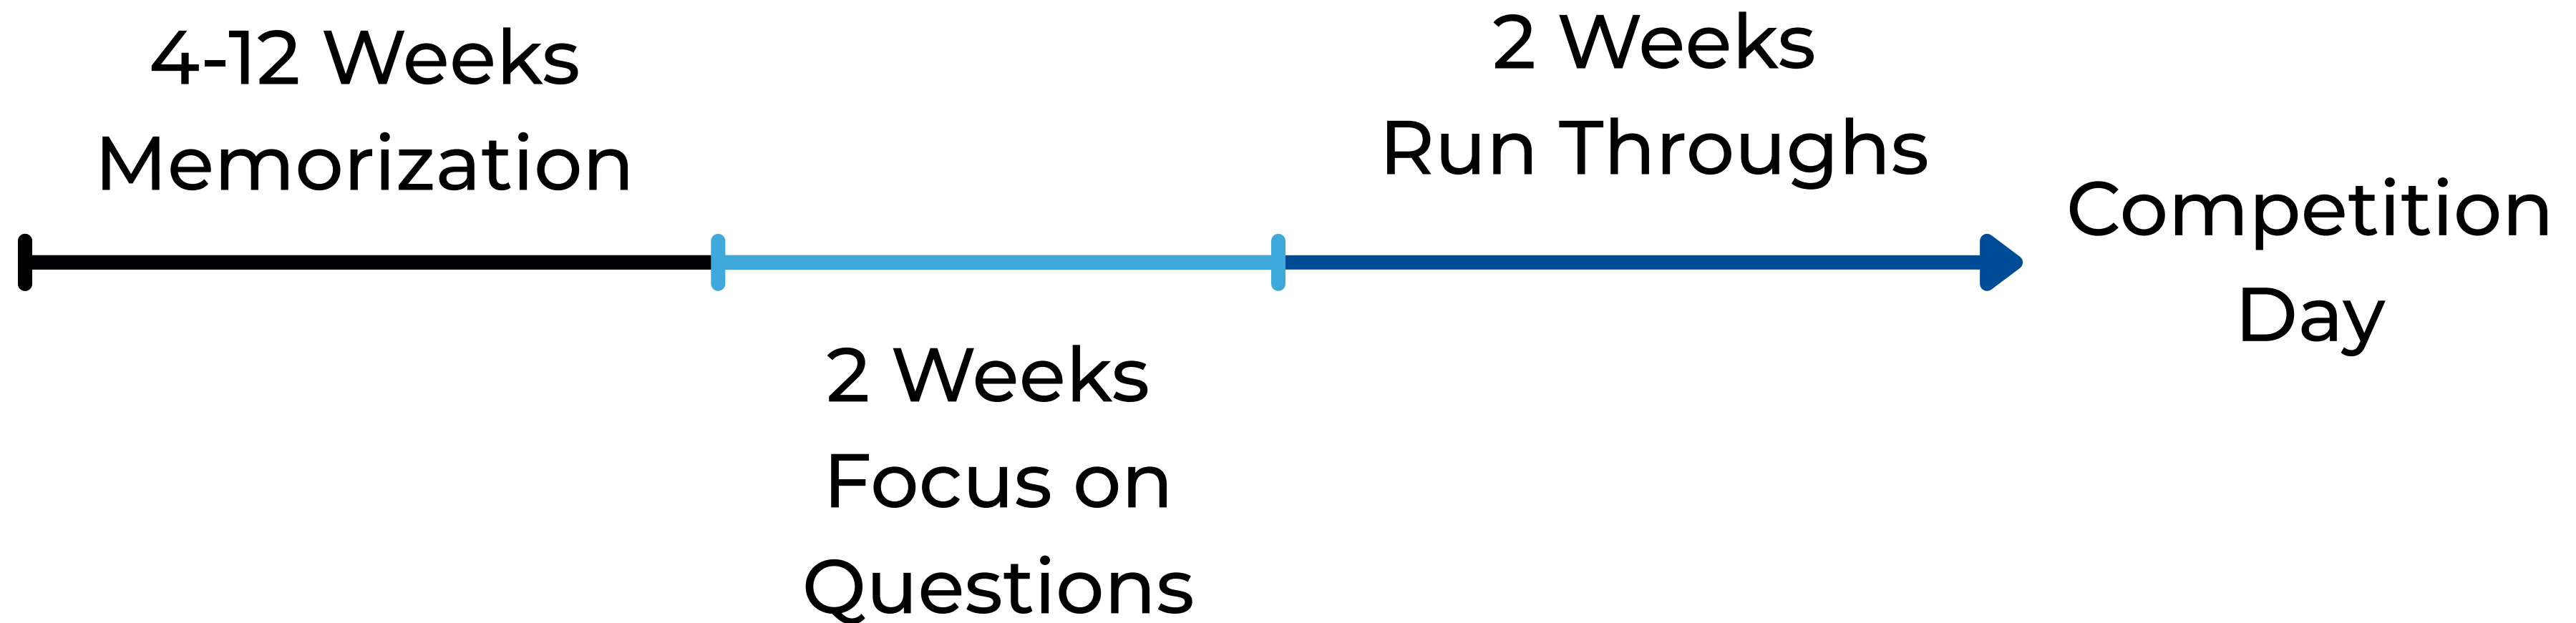 4-12 Weeks
Memorization
2 Weeks
Focus on
Questions
2 Weeks
Run Throughs
Competition
Day